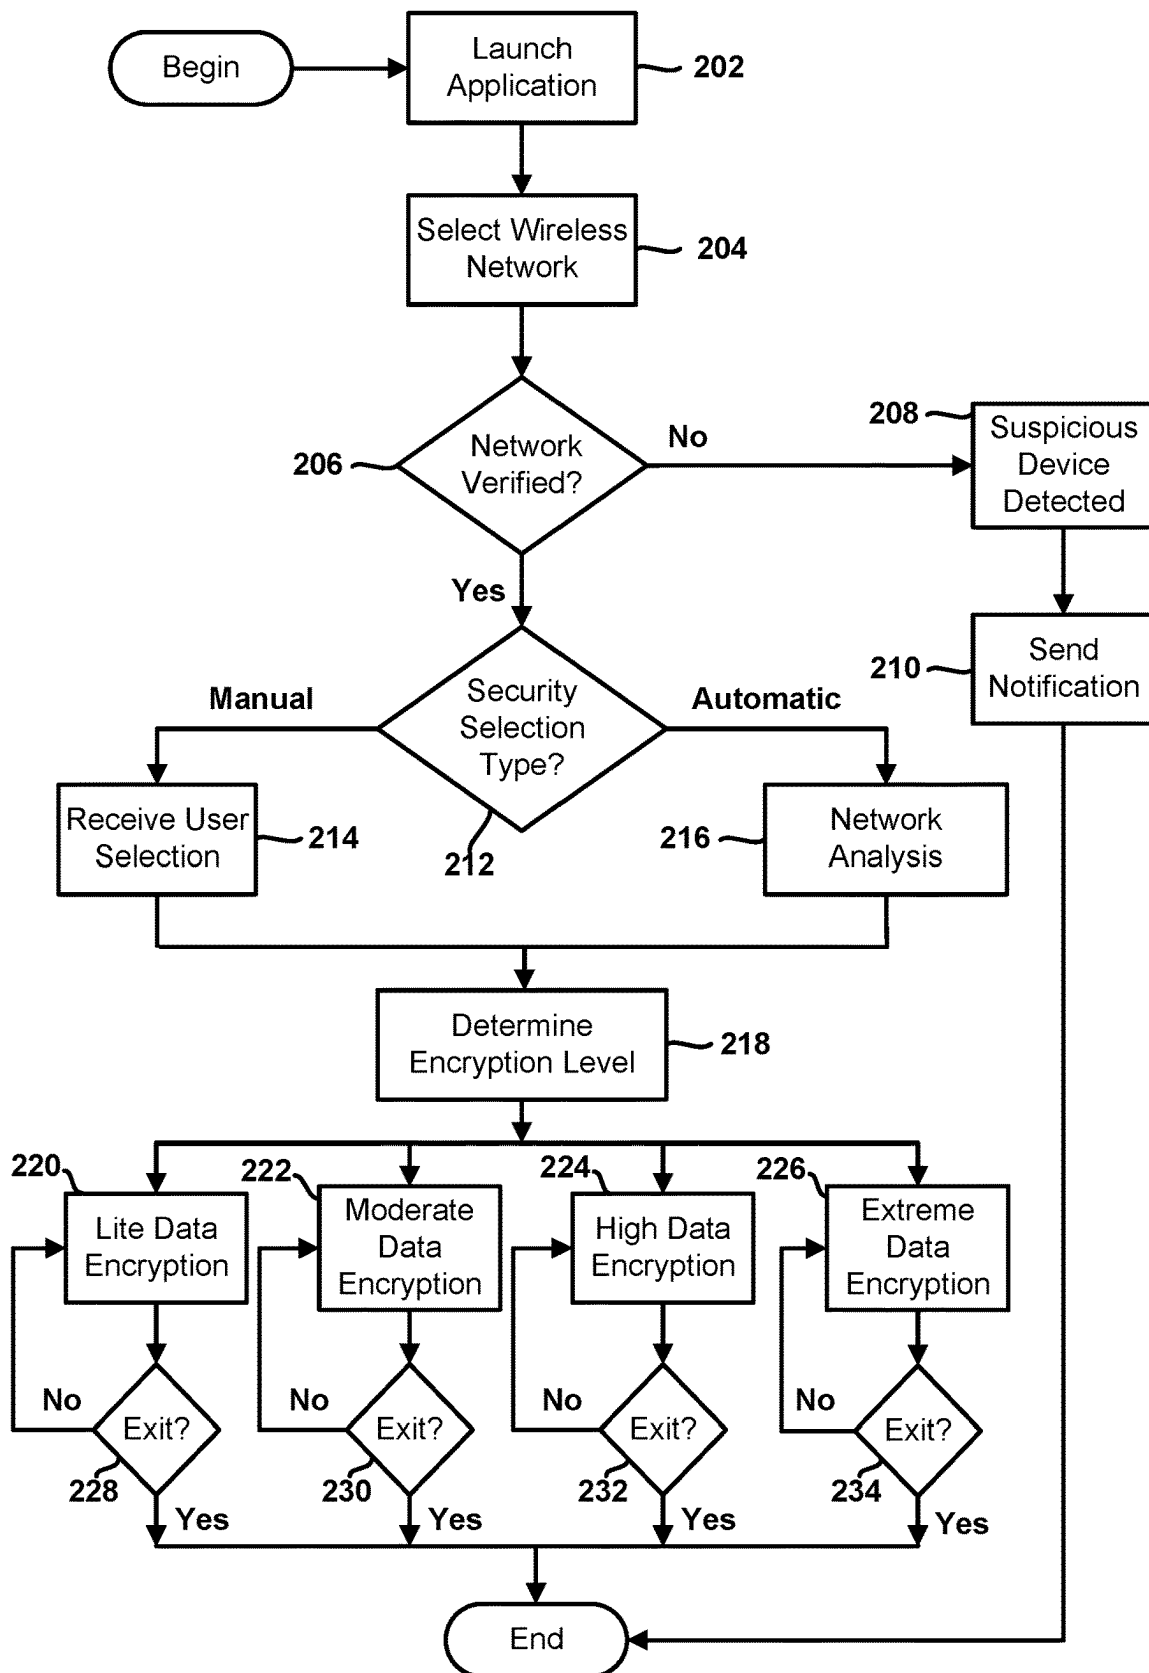 Begin
Launch
Application
202
Select Wireless
Network
204
Network
Verified?
206
No
208
Suspicious
Device
Detected
Yes
Send
Notification
210
Security
Selection
Type?
Manual
Automatic
212
Receive User
Selection
214
216
Network
Analysis
Determine
Encryption Level
218
220
Lite Data
Encryption
222
Moderate
Data
Encryption
224
High Data
Encryption
226
Extreme
Data
Encryption
No
Exit?
228
Yes
No
Exit?
230
Yes
No
Exit?
232
Yes
No
Exit?
234
Yes
End